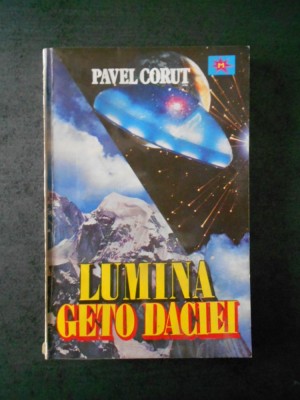 PAVEL CORUT
LUMINA
GETO DACIEI